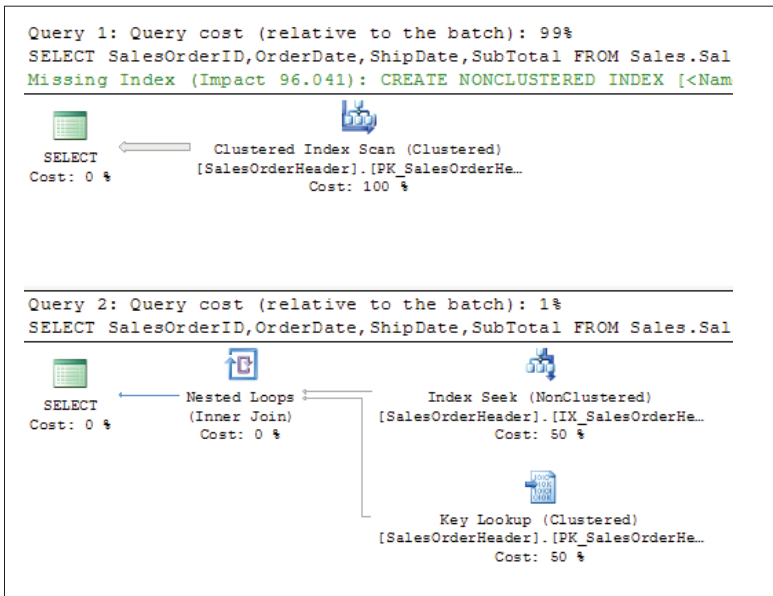 Query 1: Query cost (relative to the batch): 99%
SELECT SalesOrderID,OrderDate,ShipDate,SubTotal FROM Sales.Sal
Missing Index (Impact 96.041): CREATE NONCLUSTERED INDEX [<Nam
SELECT
Cost: 0 %
Clustered Index Scan (Clustered)
[SalesOrderHeader].[PK_SalesOrderHe…
Cost: 100 %
Query 2: Query cost (relative to the batch): 1%
SELECT SalesOrderID,OrderDate,ShipDate,SubTotal FROM Sales.Sal
SELECT
Cost: 0 %
Nested Loops
(Inner Join)
Cost: 0 %
Index Seek (NonClustered)
[SalesOrderHeader].[IX_SalesOrderHe…
Cost: 50 %
Key Lookup (Clustered)
[SalesOrderHeader].[PK_SalesOrderHe…
Cost: 50 %